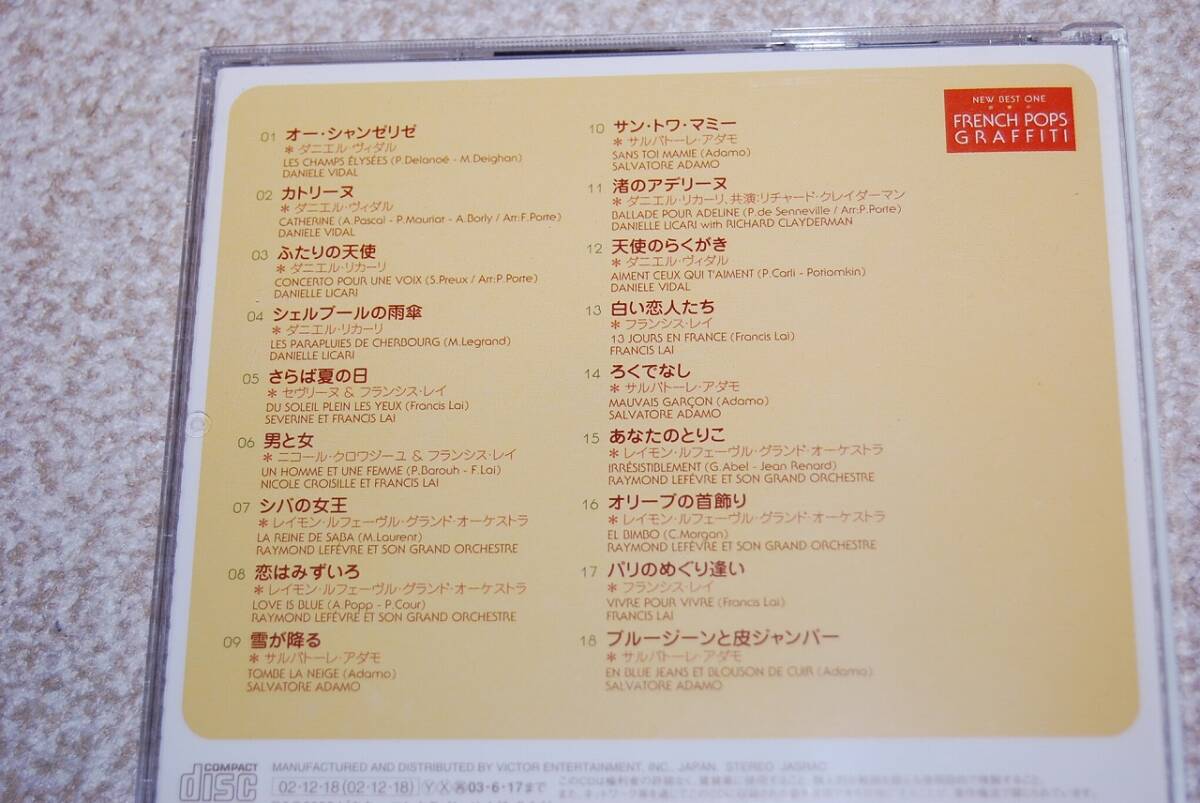 NEW BEST ONE
FRENCH POPS
GRAFFITI
01 オー・シャンゼリゼ
＊ダニエル・ヴィダル
LES CHAMPS ÉLYSÉES (P.Delanoé - M.Deighan)
DANIELE VIDAL
02 カトリーヌ
＊ダニエル・ヴィダル
CATHERINE (A.Pascal - P.Mouriat - A.Borly / Arr:F.Porte)
DANIELE VIDAL
03 ふたりの天使
＊ダニエル・リカーリ
CONCERTO POUR UNE VOIX (S.Preux / Arr:P.Porte)
DANIELLE LICARI
04 シェルブールの雨傘
＊ダニエル・リカーリ
LES PARAPLUIES DE CHERBOURG (M.Legrand)
DANIELLE LICARI
05 さらば夏の日
＊セヴリーヌ & フランシス・レイ
DU SOLEIL PLEIN LES YEUX (Francis Lai)
SEVERINE ET FRANCIS LAI
06 男と女
＊ニコール・クロワジーユ & フランシス・レイ
UN HOMME ET UNE FEMME (P.Barouh - F.Lai)
NICOLE CROISILLE ET FRANCIS LAI
07 シバの女王
＊レイモン・ルフェーヴル・グランド・オーケストラ
LA REINE DE SABA (M.Laurent)
RAYMOND LEFÈVRE ET SON GRAND ORCHESTRE
08 恋はみずいろ
＊レイモン・ルフェーヴル・グランド・オーケストラ
LOVE IS BLUE (A.Popp - P.Cour)
RAYMOND LEFÈVRE ET SON GRAND ORCHESTRE
09 雪が降る
＊サルバトーレ・アダモ
TOMBE LA NEIGE (Adamo)
SALVATORE ADAMO
10 サン・トワ・マミー
＊サルバトーレ・アダモ
SANS TOI MAMIE (Adamo)
SALVATORE ADAMO
11 渚のアデリーヌ
＊ダニエル・リカーリ、共演：リチャード・クレイダーマン
BALLADE POUR ADELINE (P.de Senneville / Arr:P.Porte)
DANIELLE LICARI with RICHARD CLAYDERMAN
12 天使のらくがき
＊ダニエル・ヴィダル
AIMENT CEUX QUI T'AIMENT (P.Carli - Potiomkin)
DANIELE VIDAL
13 白い恋人たち
＊フランシス・レイ
13 JOURS EN FRANCE (Francis Lai)
FRANCIS LAI
14 ろくでなし
＊サルバトーレ・アダモ
MAUVAIS GARÇON (Adamo)
SALVATORE ADAMO
15 あなたのとりこ
＊レイモン・ルフェーヴル・グランド・オーケストラ
IRRÉSISTIBLEMENT (G.Abel - Jean Renard)
RAYMOND LEFÈVRE ET SON GRAND ORCHESTRE
16 オリーブの首飾り
＊レイモン・ルフェーヴル・グランド・オーケストラ
EL BIMBO (C.Morgan)
RAYMOND LEFÈVRE ET SON GRAND ORCHESTRE
17 パリのめぐり逢い
＊フランシス・レイ
VIVRE POUR VIVRE (Francis Lai)
FRANCIS LAI
18 ブルージーンと皮ジャンパー
＊サルバトーレ・アダモ
EN BLUE JEANS ET BLOUSON DE CUIR (Adamo)
SALVATORE ADAMO
COMPACT
disc
MANUFACTURED AND DISTRIBUTED BY VICTOR ENTERTAINMENT, INC., JAPAN. STEREO JASRAC
02-12-18 (02-12-18) Y X 再 03・6・17まで